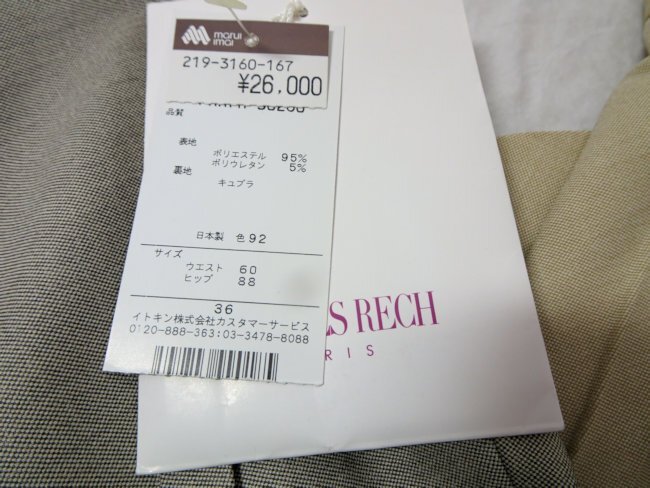 marui
imai
219-3160-167
¥26,000
品質
表地
ポリエステル 95%
ポリウレタン 5%
裏地
キュプラ
日本製 色92
サイズ
ウエスト 60
ヒップ 88
36
イトキン株式会社カスタマーサービス
0120-888-363:03-3478-8088
RECH